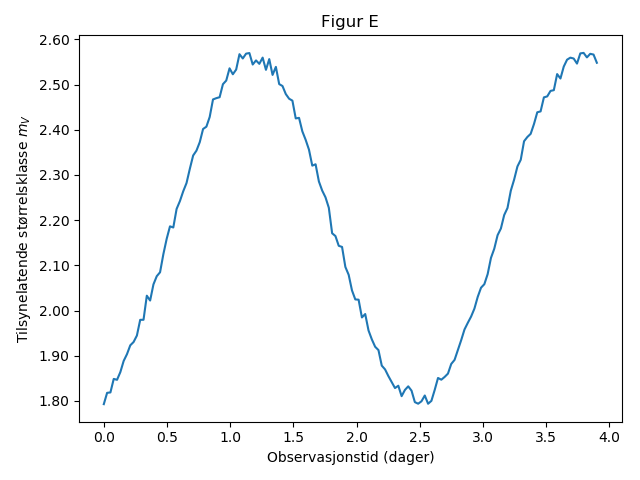 Figur E
Tilsynelatende størrelsklasse $m_V$
2.60
2.50
2.40
2.30
2.20
2.10
2.00
1.90
1.80
0.0 0.5 1.0 1.5 2.0 2.5 3.0 3.5 4.0
Observasjonstid (dager)